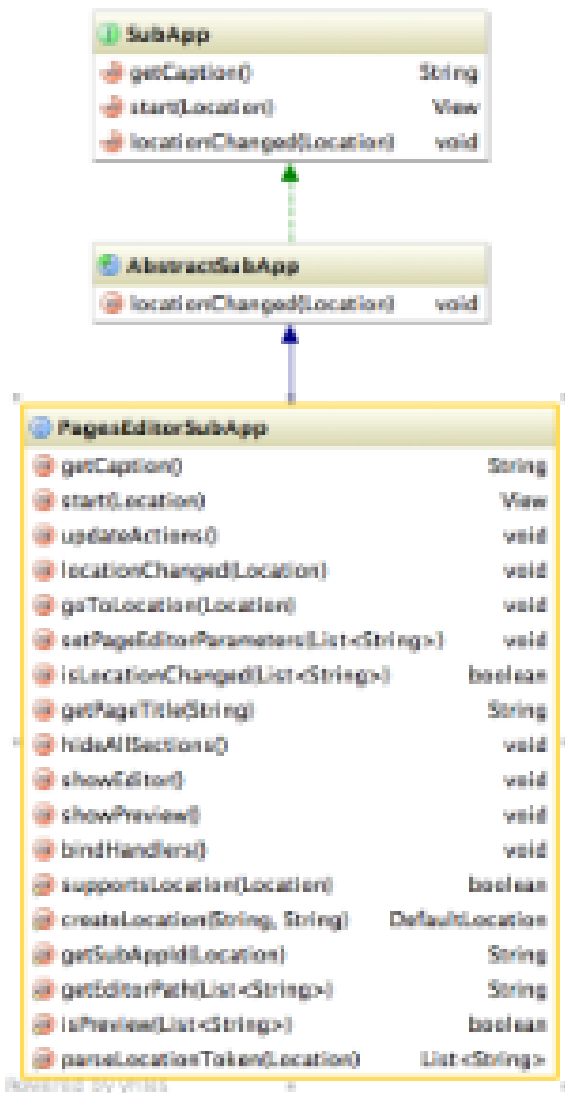 SubApp
getCaption() String
start(Location) View
locationChanged(Location) void
AbstractSubApp
locationChanged(Location) void
PagesEditorSubApp
getCaption() String
start(Location) View
updateActions() void
locationChanged(Location) void
goToLocation(Location) void
setPageEditorParameters(List<String>) void
isLocationChanged(List<String>) boolean
getPageTitle(String) String
hideAllSections() void
showEditor() void
showPreview() void
bindHandlers() void
supportsLocation(Location) boolean
createLocation(String, String) DefaultLocation
getSubAppId(Location) String
getEditorPath(List<String>) String
isPreview(List<String>) boolean
parseLocationToken(Location) List<String>
Powered by yFiles